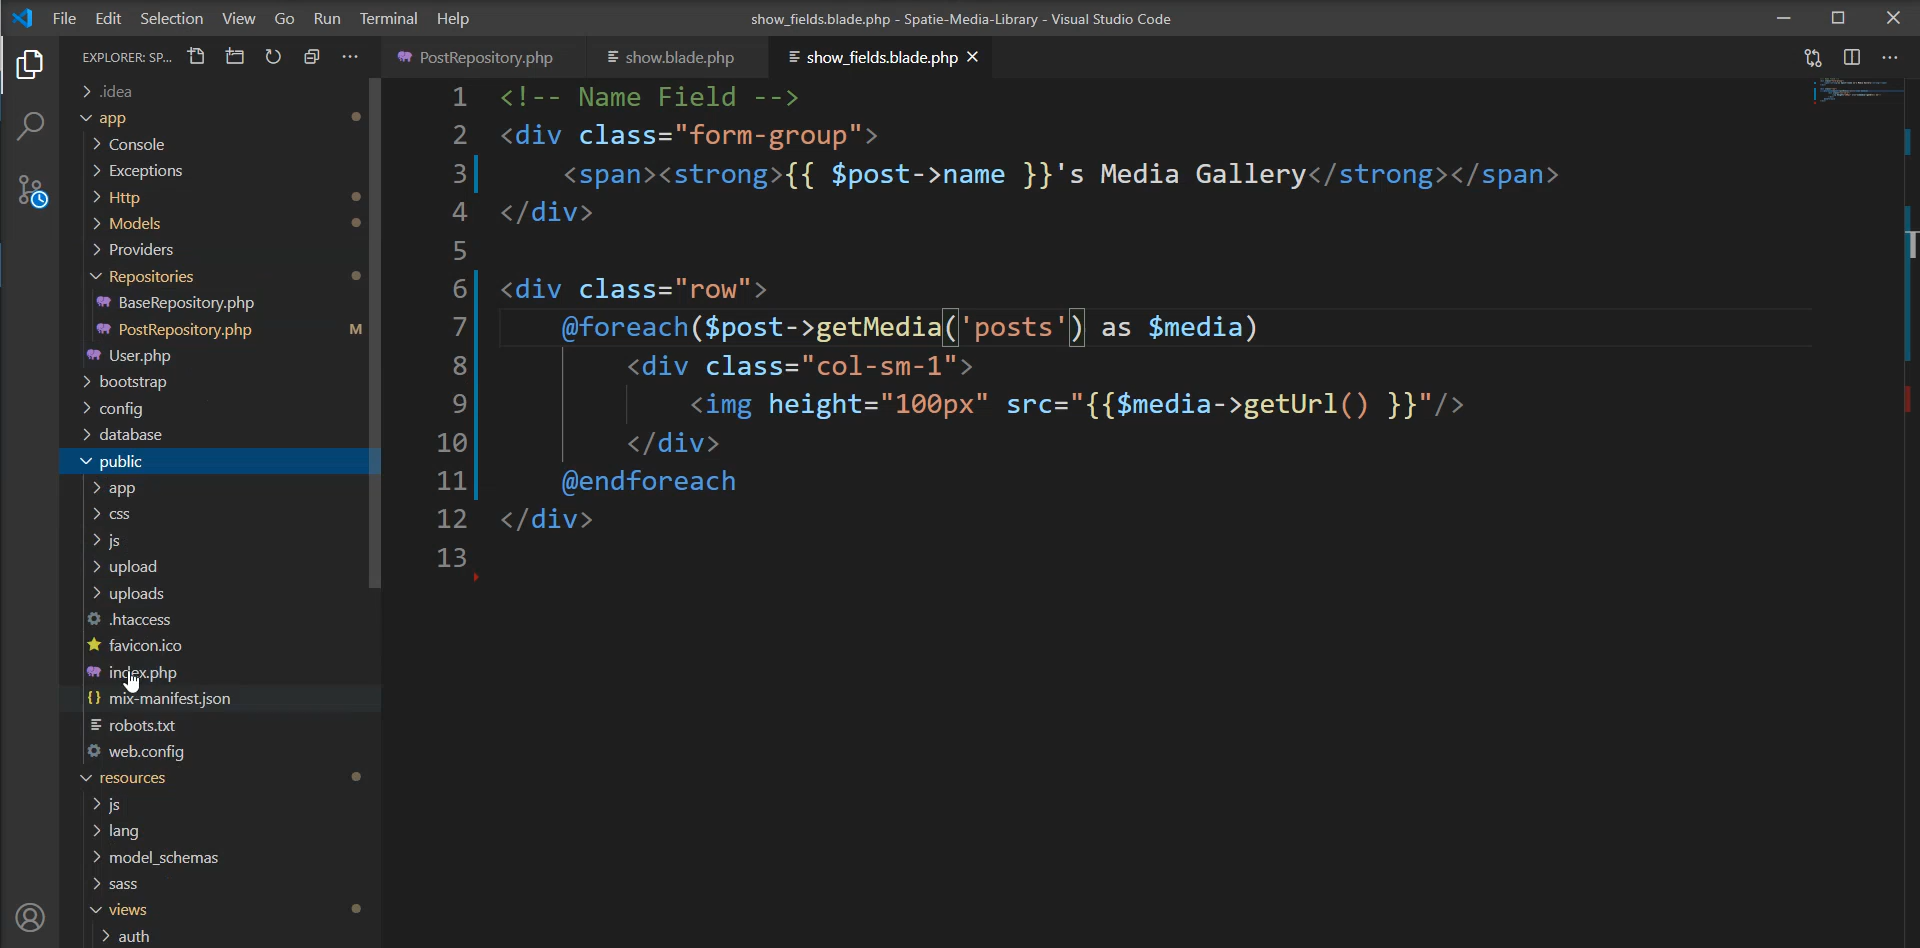 File Edit Selection View Go Run Terminal Help
show_fields.blade.php - Spatie-Media-Library - Visual Studio Code
EXPLORER: SP...
PostRepository.php
show.blade.php
show_fields.blade.php
.idea
app
Console
Exceptions
Http
Models
Providers
Repositories
BaseRepository.php
PostRepository.php M
User.php
bootstrap
config
database
public
app
css
js
upload
uploads
.htaccess
favicon.ico
index.php
{} mix-manifest.json
robots.txt
web.config
resources
js
lang
model_schemas
sass
views
auth
1 <!-- Name Field -->
2 <div class="form-group">
3 <span><strong>{{ $post->name }}'s Media Gallery</strong></span>
4 </div>
5
6 <div class="row">
7 @foreach($post->getMedia('posts') as $media)
8 <div class="col-sm-1">
9 <img height="100px" src="{{$media->getUrl() }}"/>
10 </div>
11 @endforeach
12 </div>
13